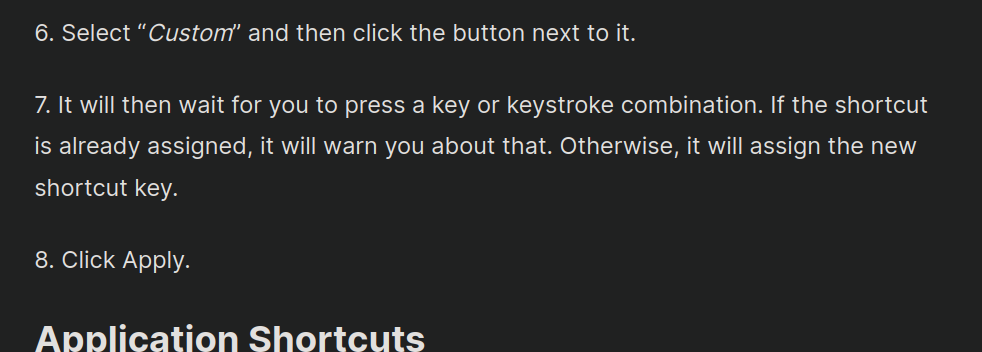 6. Select “Custom” and then click the button next to it.
7. It will then wait for you to press a key or keystroke combination. If the shortcut
is already assigned, it will warn you about that. Otherwise, it will assign the new
shortcut key.
8. Click Apply.
Application Shortcuts